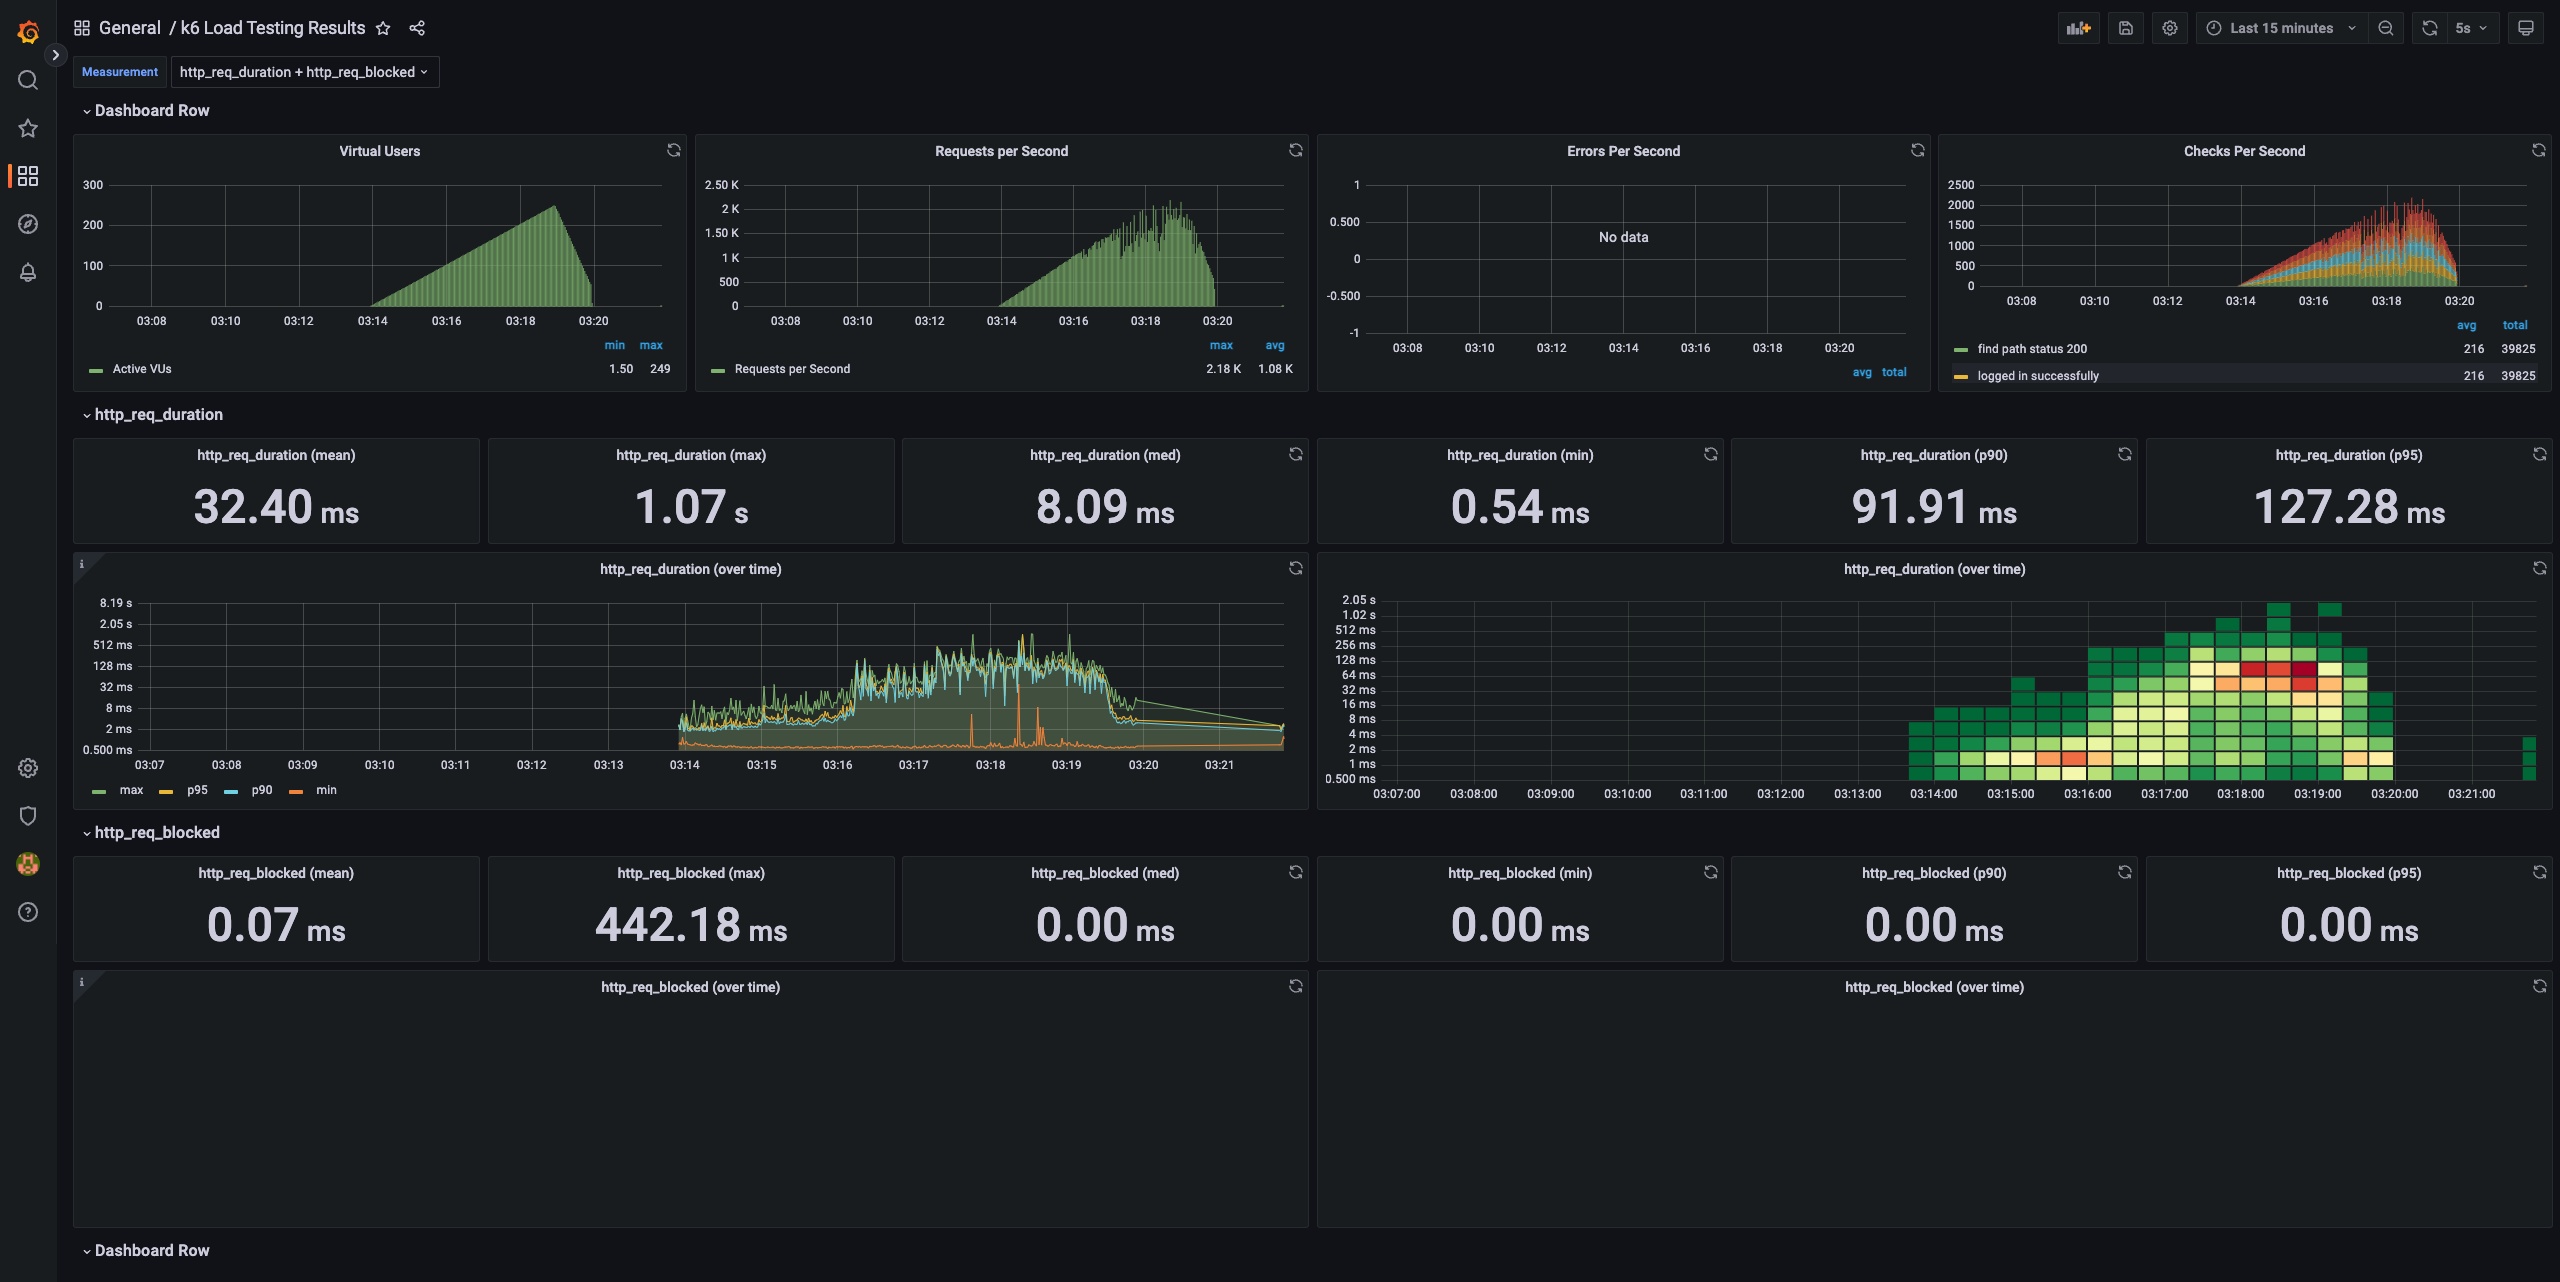 General / k6 Load Testing Results
Last 15 minutes
5s
Measurement
http_req_duration + http_req_blocked
Dashboard Row
Virtual Users
300
200
100
0
03:08 03:10 03:12 03:14 03:16 03:18 03:20
min max
Active VUs 1.50 249
Requests per Second
2.50 K
2 K
1.50 K
1 K
500
0
03:08 03:10 03:12 03:14 03:16 03:18 03:20
max avg
Requests per Second 2.18 K 1.08 K
Errors Per Second
1
0.500
0
-0.500
-1
No data
03:08 03:10 03:12 03:14 03:16 03:18 03:20
avg total
Checks Per Second
2500
2000
1500
1000
500
0
03:08 03:10 03:12 03:14 03:16 03:18 03:20
avg total
find path status 200 216 39825
logged in successfully 216 39825
http_req_duration
http_req_duration (mean)
32.40 ms
http_req_duration (max)
1.07 s
http_req_duration (med)
8.09 ms
http_req_duration (min)
0.54 ms
http_req_duration (p90)
91.91 ms
http_req_duration (p95)
127.28 ms
http_req_duration (over time)
8.19 s
2.05 s
512 ms
128 ms
32 ms
8 ms
2 ms
0.500 ms
03:07 03:08 03:09 03:10 03:11 03:12 03:13 03:14 03:15 03:16 03:17 03:18 03:19 03:20 03:21
max p95 p90 min
http_req_duration (over time)
2.05 s
1.02 s
512 ms
256 ms
128 ms
64 ms
32 ms
16 ms
8 ms
4 ms
2 ms
1 ms
0.500 ms
03:07:00 03:08:00 03:09:00 03:10:00 03:11:00 03:12:00 03:13:00 03:14:00 03:15:00 03:16:00 03:17:00 03:18:00 03:19:00 03:20:00 03:21:00
http_req_blocked
http_req_blocked (mean)
0.07 ms
http_req_blocked (max)
442.18 ms
http_req_blocked (med)
0.00 ms
http_req_blocked (min)
0.00 ms
http_req_blocked (p90)
0.00 ms
http_req_blocked (p95)
0.00 ms
http_req_blocked (over time)
http_req_blocked (over time)
Dashboard Row